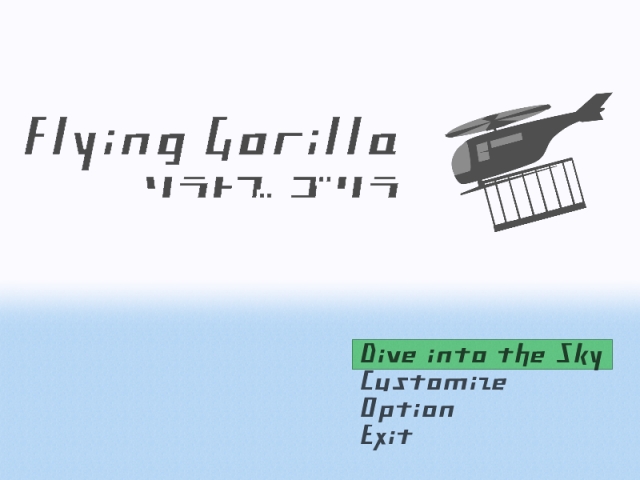 Flying Gorilla
ソラトブ ゴリラ
Dive into the Sky
Customize
Option
Exit